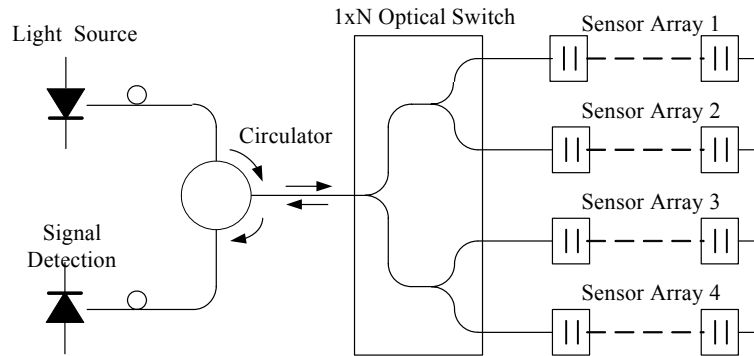 1xN Optical Switch
Light Source
Sensor Array 1
Circulator
Sensor Array 2
Sensor Array 3
Signal
Detection
Sensor Array 4